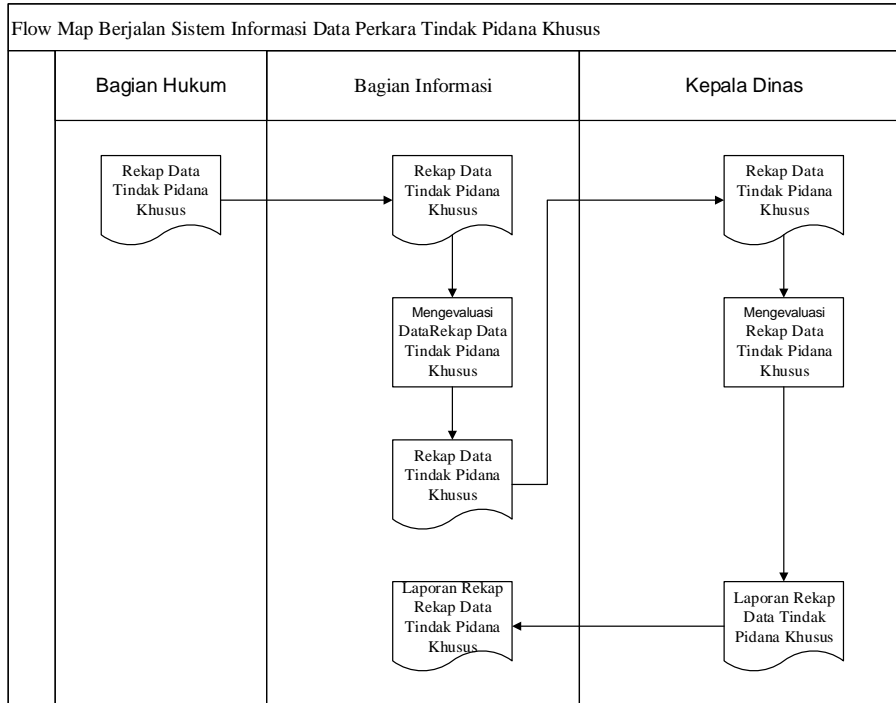 Flow Map Berjalan Sistem Informasi Data Perkara Tindak Pidana Khusus
Bagian Hukum
Bagian Informasi
Kepala Dinas
Rekap Data
Tindak Pidana
Khusus
Rekap Data
Tindak Pidana
Khusus
Rekap Data
Tindak Pidana
Khusus
Mengevaluasi
DataRekap Data
Tindak Pidana
Khusus
Mengevaluasi
Rekap Data
Tindak Pidana
Khusus
Rekap Data
Tindak Pidana
Khusus
Laporan Rekap
Rekap Data
Tindak Pidana
Khusus
Laporan Rekap
Data Tindak
Pidana Khusus